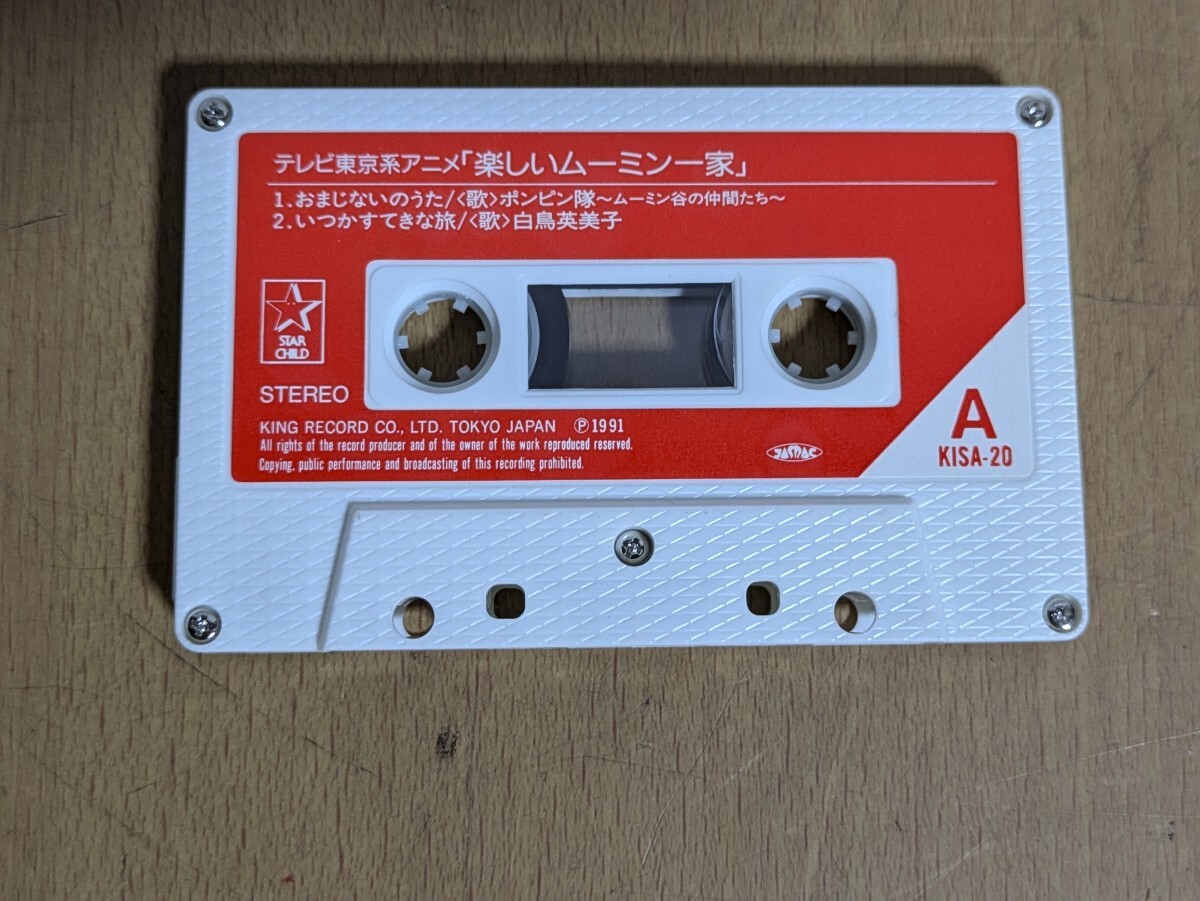 テレビ東京系アニメ「楽しいムーミン一家」
1.おまじないのうた/〈歌〉ポンピン隊〜ムーミン谷の仲間たち〜
2.いつかすてきな旅/〈歌〉白鳥英美子
STAR
CHILD
STEREO
KING RECORD CO., LTD. TOKYO JAPAN ℗1991
All rights of the record producer and of the owner of the work reproduced reserved.
Copying, public performance and broadcasting of this recording prohibited.
JASRAC
A
KISA-20